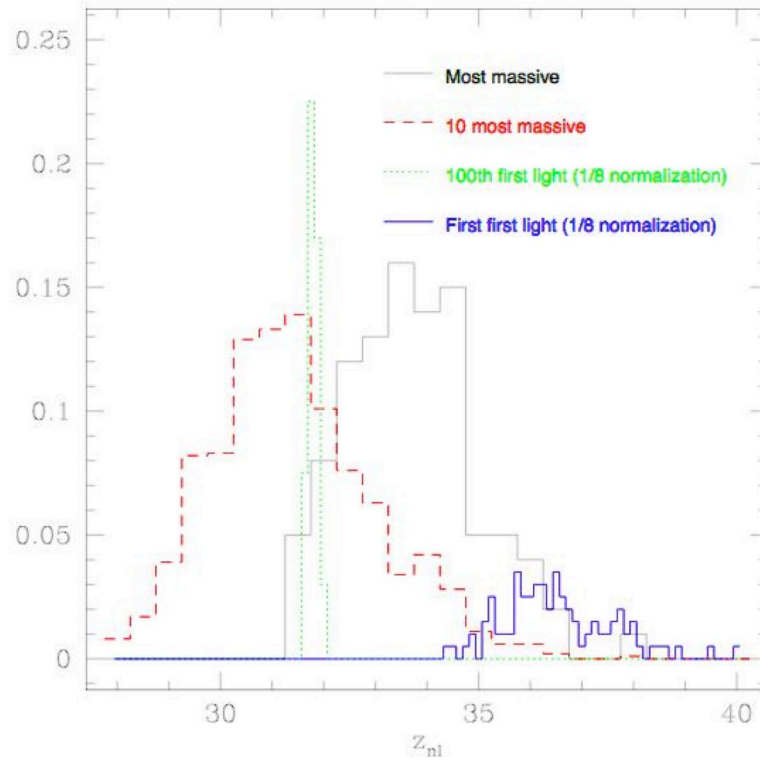 0.25
Most massive
10 most massive
0.2
100th first light (1/8 normalization)
First first light (1/8 normalization)
0.15
0.1
0.05
0
30
35
40
z_nl